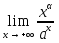 lim x→+∞ x^α / a^x